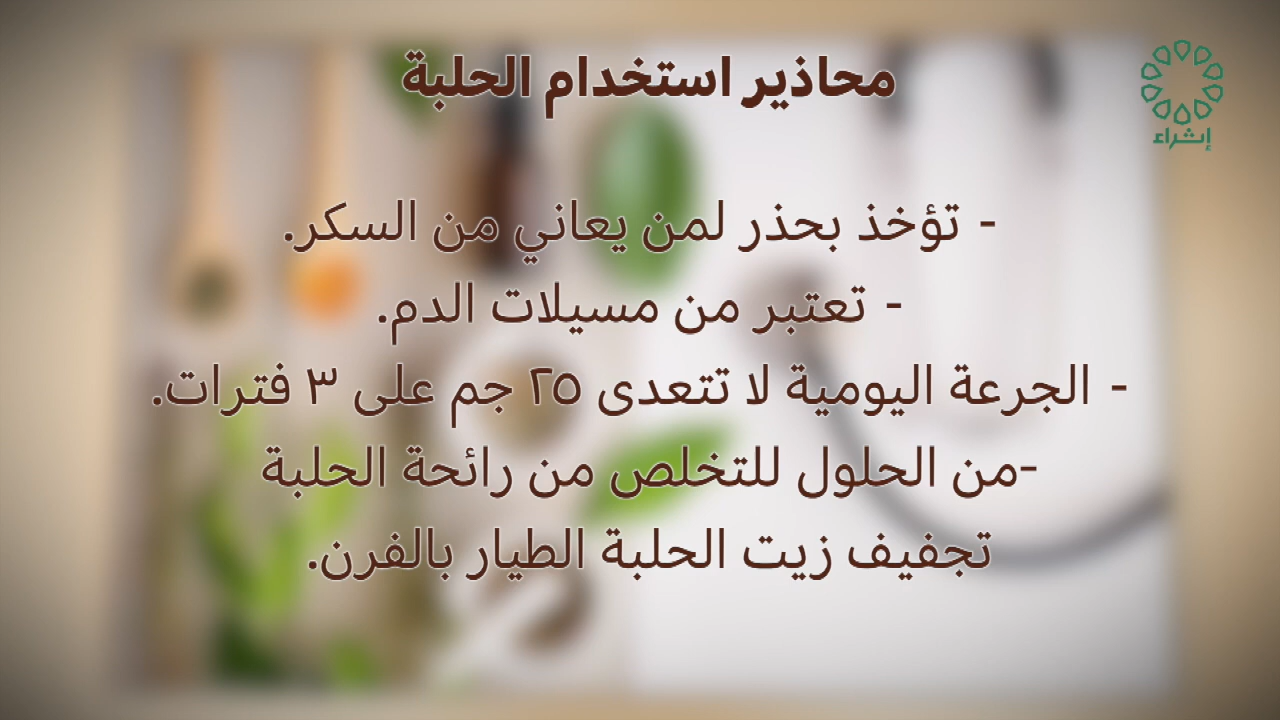 محاذير استخدام الحلبة
إثراء
- تؤخذ بحذر لمن يعاني من السكر.
- تعتبر من مسيلات الدم.
- الجرعة اليومية لا تتعدى ٢٥ جم على ٣ فترات.
-من الحلول للتخلص من رائحة الحلبة
تجفيف زيت الحلبة الطيار بالفرن.